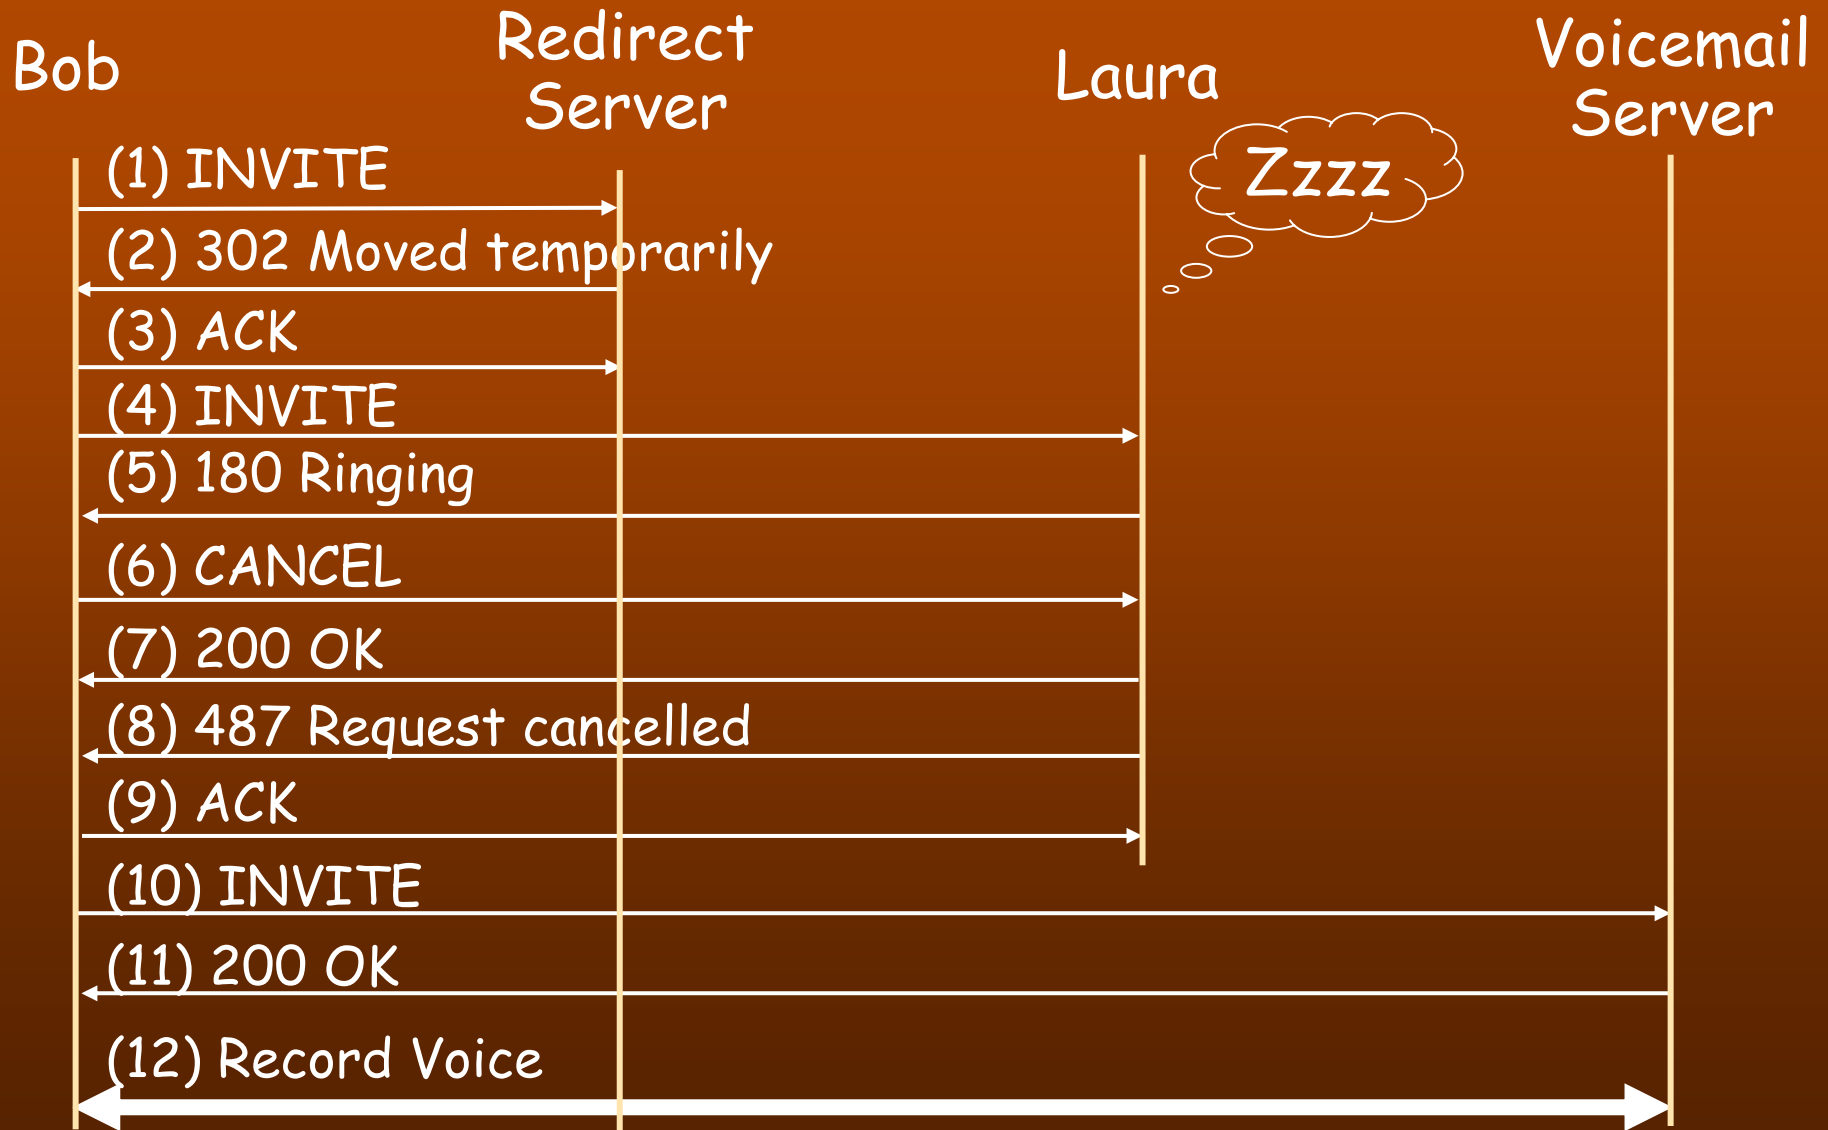 Bob
Redirect
Server
Laura
Voicemail
Server
Zzzz
(1) INVITE
(2) 302 Moved temporarily
(3) ACK
(4) INVITE
(5) 180 Ringing
(6) CANCEL
(7) 200 OK
(8) 487 Request cancelled
(9) ACK
(10) INVITE
(11) 200 OK
(12) Record Voice